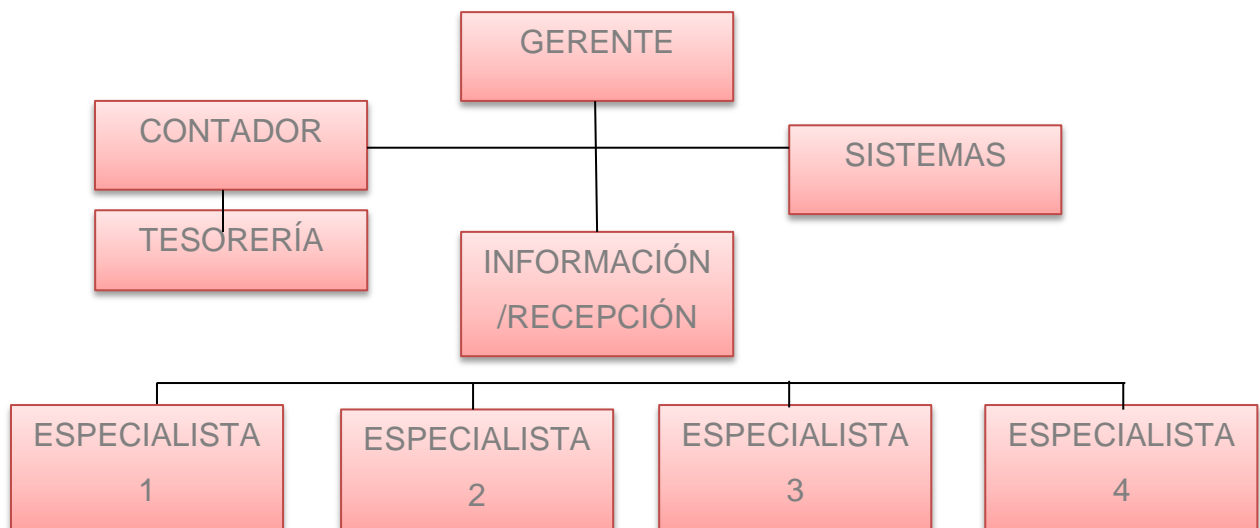 GERENTE
CONTADOR
SISTEMAS
TESORERÍA
INFORMACIÓN
/RECEPCIÓN
ESPECIALISTA
1
ESPECIALISTA
2
ESPECIALISTA
3
ESPECIALISTA
4